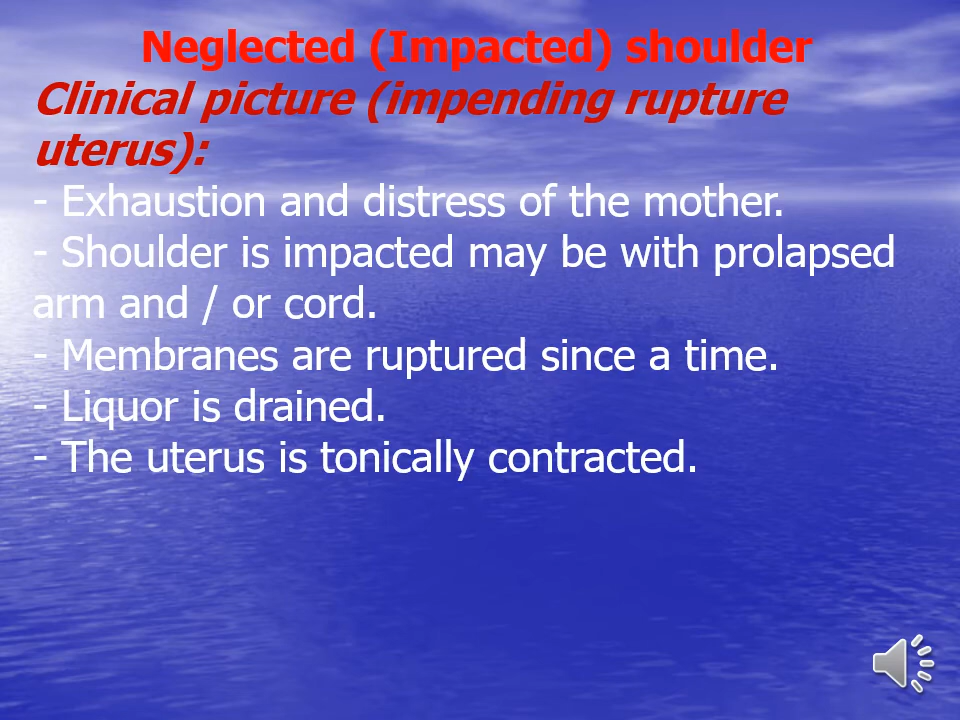 Neglected (Impacted) shoulder
Clinical picture (impending rupture
uterus):
- Exhaustion and distress of the mother.
- Shoulder is impacted may be with prolapsed
arm and / or cord.
- Membranes are ruptured since a time.
- Liquor is drained.
- The uterus is tonically contracted.